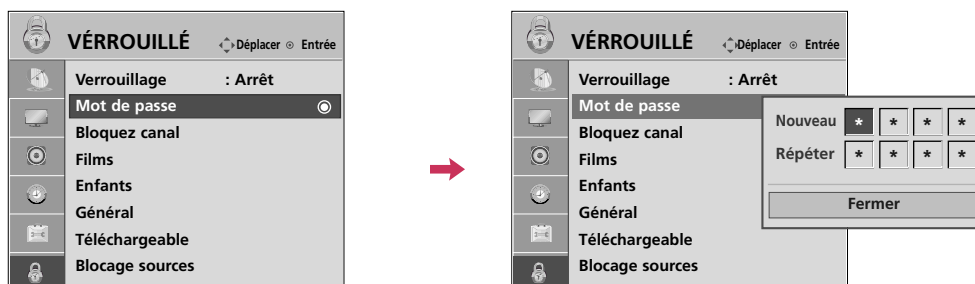 VÉRROUILLÉ Déplacer Entrée
Verrouillage : Arrêt
Mot de passe
Bloquez canal
Films
Enfants
Général
Téléchargeable
Blocage sources
VÉRROUILLÉ Déplacer Entrée
Verrouillage : Arrêt
Mot de passe
Bloquez canal
Films
Enfants
Général
Téléchargeable
Blocage sources
Nouveau * * * *
Répéter * * * *
Fermer